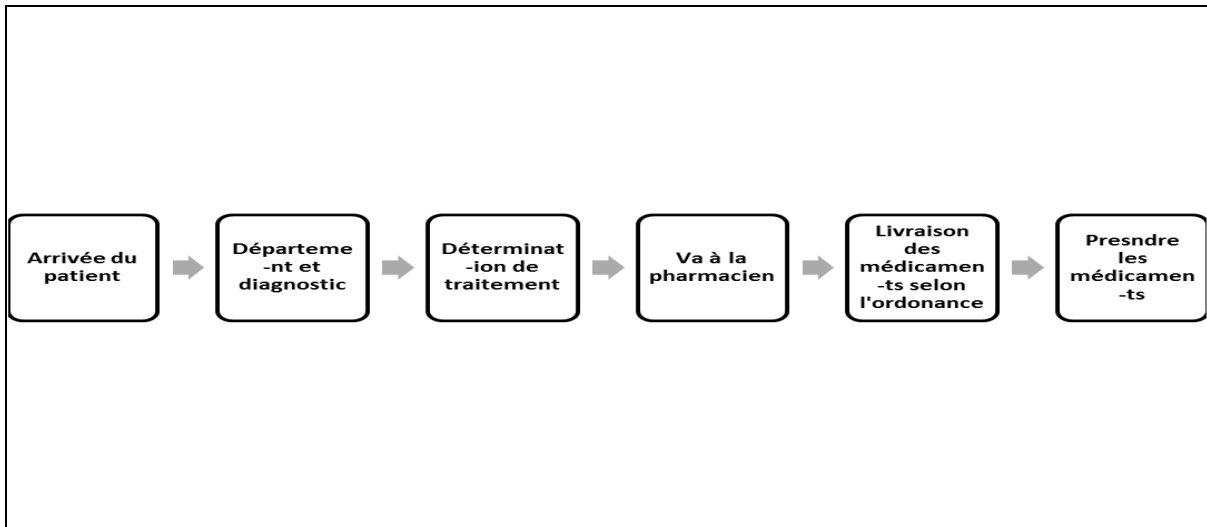 Arrivée du
patient
Départeme
-nt et
diagnostic
Déterminat
-ion de
traitement
Va à la
pharmacien
Livraison
des
médicamen
-ts selon
l'ordonance
Presndre
les
médicamen
-ts